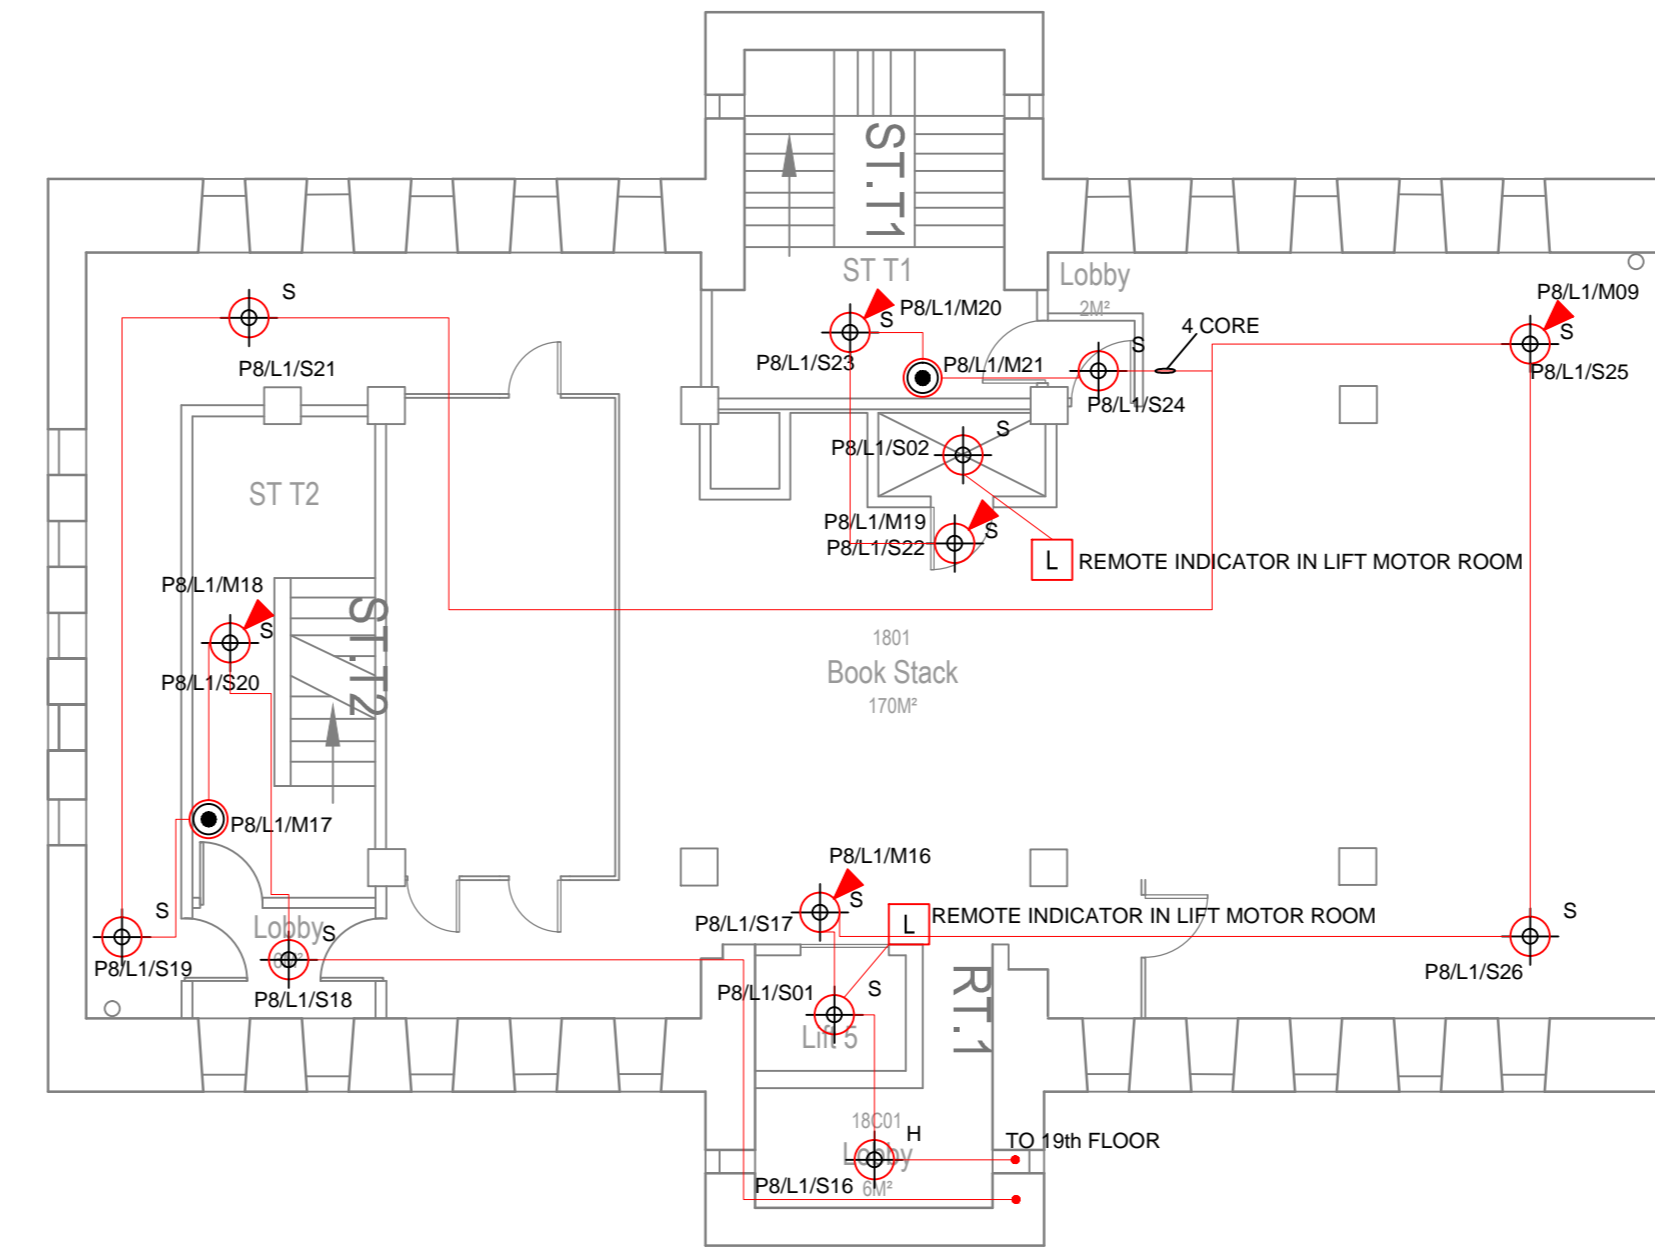 ST.T1
ST T1
Lobby
2M²
S
P8/L1/S21
S
P8/L1/M20
P8/L1/S23
P8/L1/M21
S
4 CORE
P8/L1/S24
P8/L1/M09
S
P8/L1/S25
P8/L1/S02
S
ST T2
P8/L1/M19
S
P8/L1/S22
L
REMOTE INDICATOR IN LIFT MOTOR ROOM
P8/L1/M18
S
P8/L1/S20
ST.T2
1801
Book Stack
170M²
P8/L1/M17
P8/L1/M16
S
P8/L1/S17
L
REMOTE INDICATOR IN LIFT MOTOR ROOM
S
P8/L1/S19
Lobby
S
P8/L1/S18
S
P8/L1/S26
P8/L1/S01
S
Lift 5
RT.1
18C01
H
Lobby
6M²
P8/L1/S16
TO 19th FLOOR